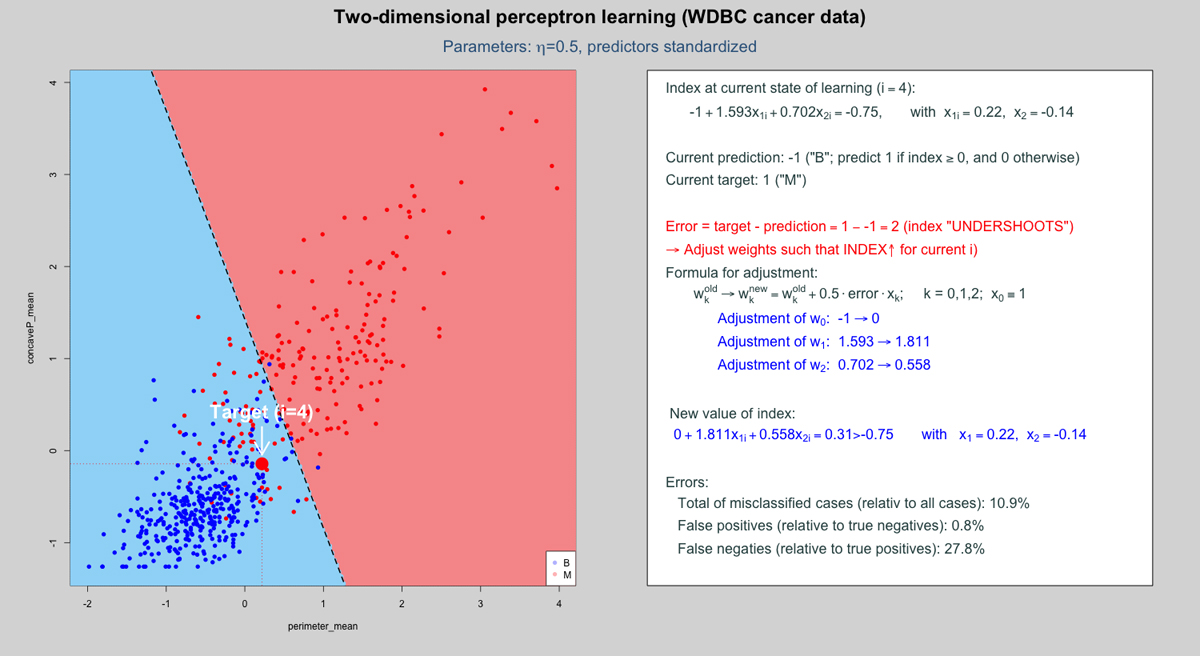 Two-dimensional perceptron learning (WDBC cancer data)
Parameters: η=0.5, predictors standardized
concaveP_mean
4
3
2
1
0
-1
Target (i=4)
B
M
-2 -1 0 1 2 3 4
perimeter_mean
Index at current state of learning (i = 4):
-1 + 1.593x1i + 0.702x2i = -0.75, with x1i = 0.22, x2 = -0.14
Current prediction: -1 ("B"; predict 1 if index ≥ 0, and 0 otherwise)
Current target: 1 ("M")
Error = target - prediction = 1 − -1 = 2 (index "UNDERSHOOTS")
→ Adjust weights such that INDEX↑ for current i)
Formula for adjustment:
wk^old → wk^new = wk^old + 0.5 · error · xk; k = 0,1,2; x0 ≡ 1
Adjustment of w0: -1 → 0
Adjustment of w1: 1.593 → 1.811
Adjustment of w2: 0.702 → 0.558
New value of index:
0 + 1.811x1i + 0.558x2i = 0.31>-0.75 with x1 = 0.22, x2 = -0.14
Errors:
Total of misclassified cases (relativ to all cases): 10.9%
False positives (relative to true negatives): 0.8%
False negaties (relative to true positives): 27.8%